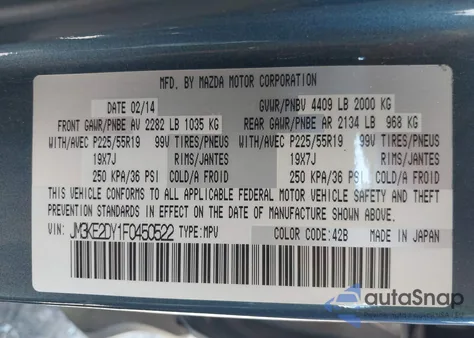 MFD. BY MAZDA MOTOR CORPORATION
DATE 02/14 GVWR/PNBV 4409 LB 2000 KG
FRONT GAWR/PNBE AV 2282 LB 1035 KG REAR GAWR/PNBE AR 2134 LB 968 KG
WITH/AVEC P225/55R19 99V TIRES/PNEUS WITH/AVEC P225/55R19 99V TIRES/PNEUS
19X7J RIMS/JANTES 19X7J RIMS/JANTES
250 KPA/36 PSI COLD/A FROID 250 KPA/36 PSI COLD/A FROID
THIS VEHICLE CONFORMS TO ALL APPLICABLE FEDERAL MOTOR VEHICLE SAFETY AND THEFT
PREVENTION STANDARDS IN EFFECT ON THE DATE OF MANUFACTURE SHOWN ABOVE.
VIN: JM3KE2DY1F0450522 TYPE: MPV COLOR CODE: 42B MADE IN JAPAN
autoSnap